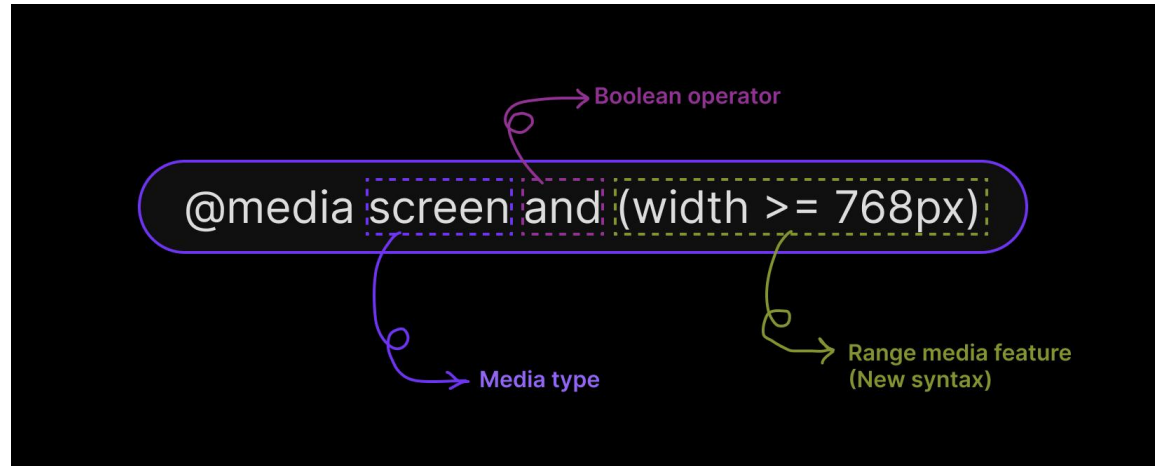 Boolean operator
@media screen and (width >= 768px)
Media type
Range media feature
(New syntax)